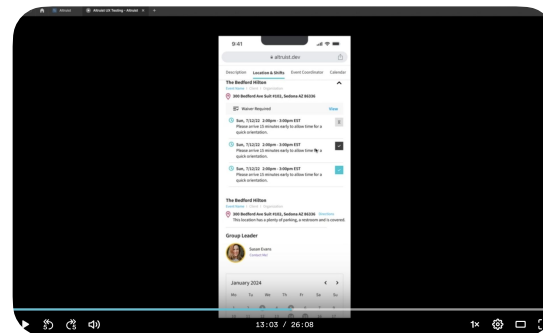 Altruist
Altruist UX Testing - Altruist
9:41
altruist.dev
Description Location & Shifts Event Coordinator Calendar
The Bedford Hilton
Event Name
300 Bedford Ave Suit #102, Sedona AZ 86336
Waiver Required View
Sun, 7/12/22 2:00pm - 3:00pm EST
Please arrive 15 minutes early to allow time for a
quick orientation.
Sun, 7/12/22 2:00pm - 3:00pm EST
Please arrive 15 minutes early to allow time for a
quick orientation.
Sun, 7/12/22 2:00pm - 3:00pm EST
Please arrive 15 minutes early to allow time for a
quick orientation.
The Bedford Hilton
Event Name
300 Bedford Ave Suit #102, Sedona AZ 86336
This location has a plenty of parking, a restroom and is covered.
Group Leader
Susan Evans
Contact Me!
January 2024
Mo Tu We Th Fr Sa Su
13:03 / 26:08
1×